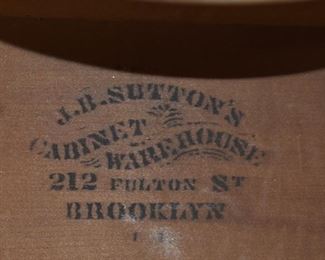 J.B. SUTTON'S
CABINET
WAREHOUSE
212 FULTON ST
BROOKLYN